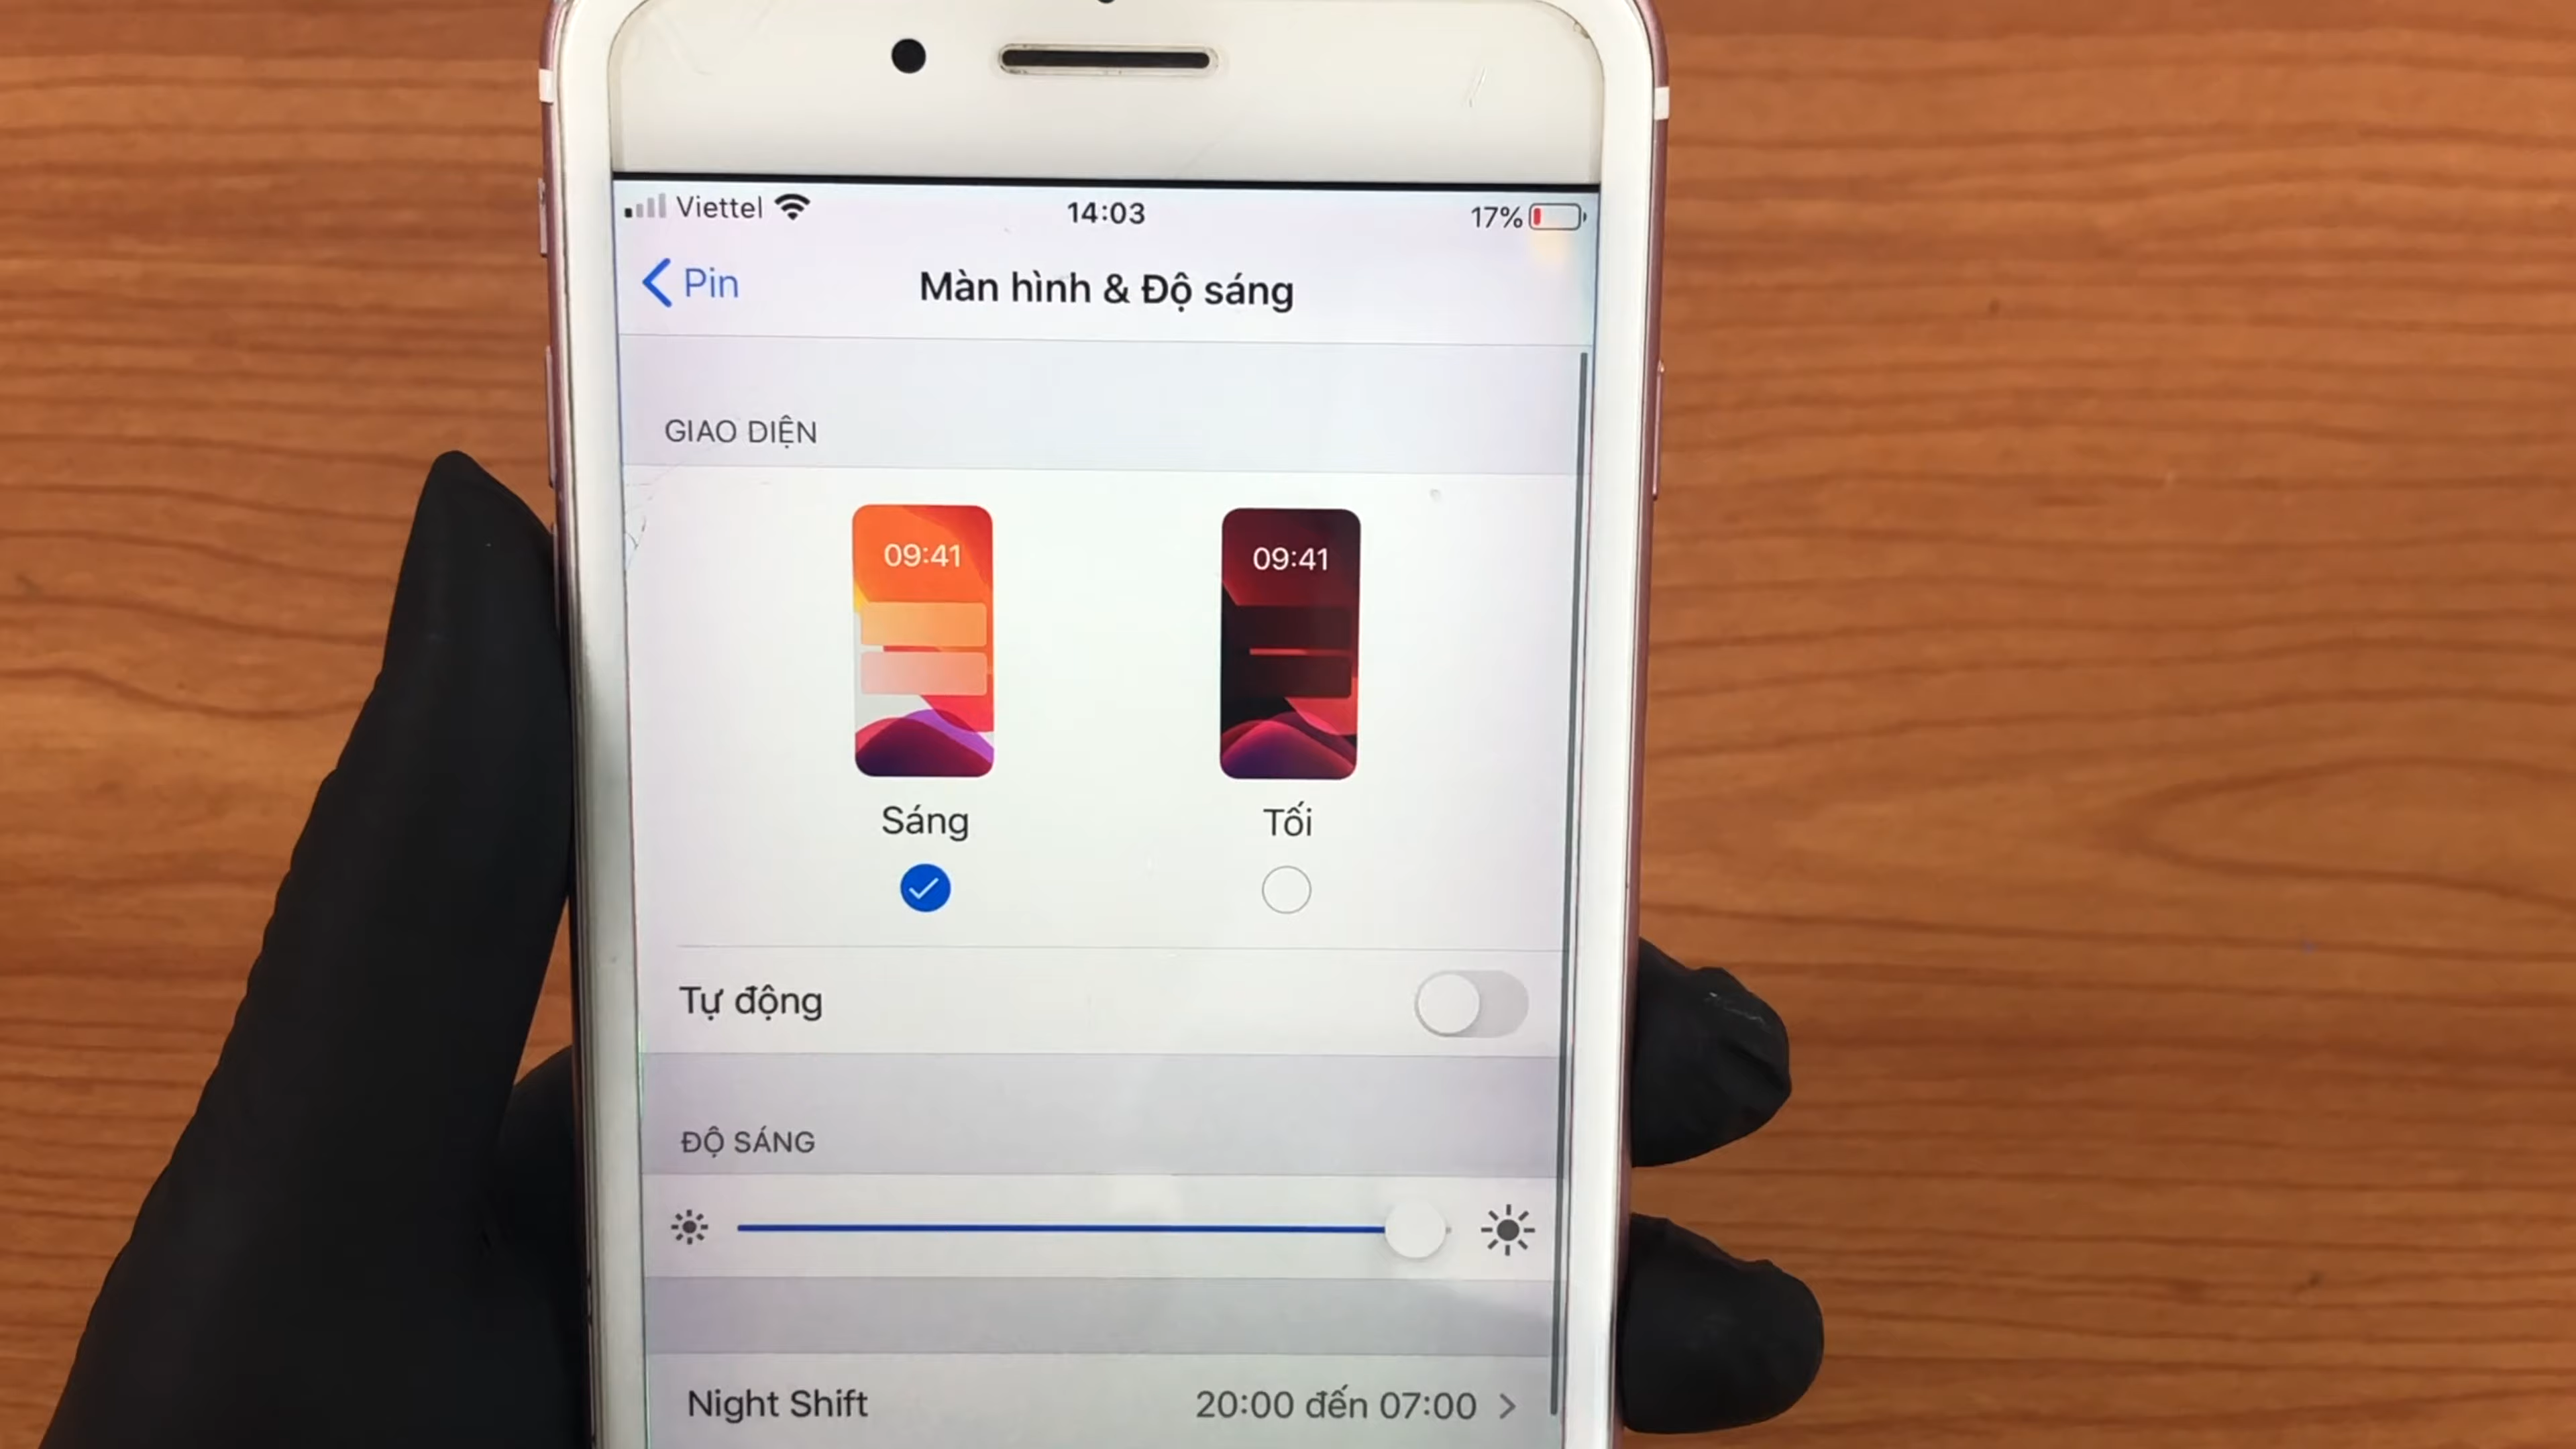 Viettel 14:03 17%
Pin Màn hình & Độ sáng
GIAO DIỆN
09:41 09:41
Sáng Tối
Tự động
ĐỘ SÁNG
Night Shift 20:00 đến 07:00